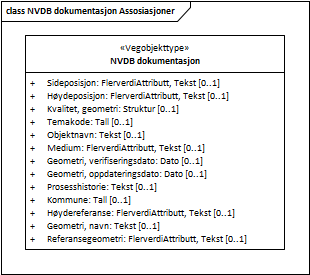 class NVDB dokumentasjon Assosiasjoner
«Vegobjekttype»
NVDB dokumentasjon
+ Sideposisjon: FlerverdiAttributt, Tekst [0..1]
+ Høydeposisjon: FlerverdiAttributt, Tekst [0..1]
+ Kvalitet, geometri: Struktur [0..1]
+ Temakode: Tall [0..1]
+ Objektnavn: Tekst [0..1]
+ Medium: FlerverdiAttributt, Tekst [0..1]
+ Geometri, verifiseringsdato: Dato [0..1]
+ Geometri, oppdateringsdato: Dato [0..1]
+ Prosesshistorie: Tekst [0..1]
+ Kommune: Tall [0..1]
+ Høydereferanse: FlerverdiAttributt, Tekst [0..1]
+ Geometri, navn: Tekst [0..1]
+ Referansegeometri: FlerverdiAttributt, Tekst [0..1]